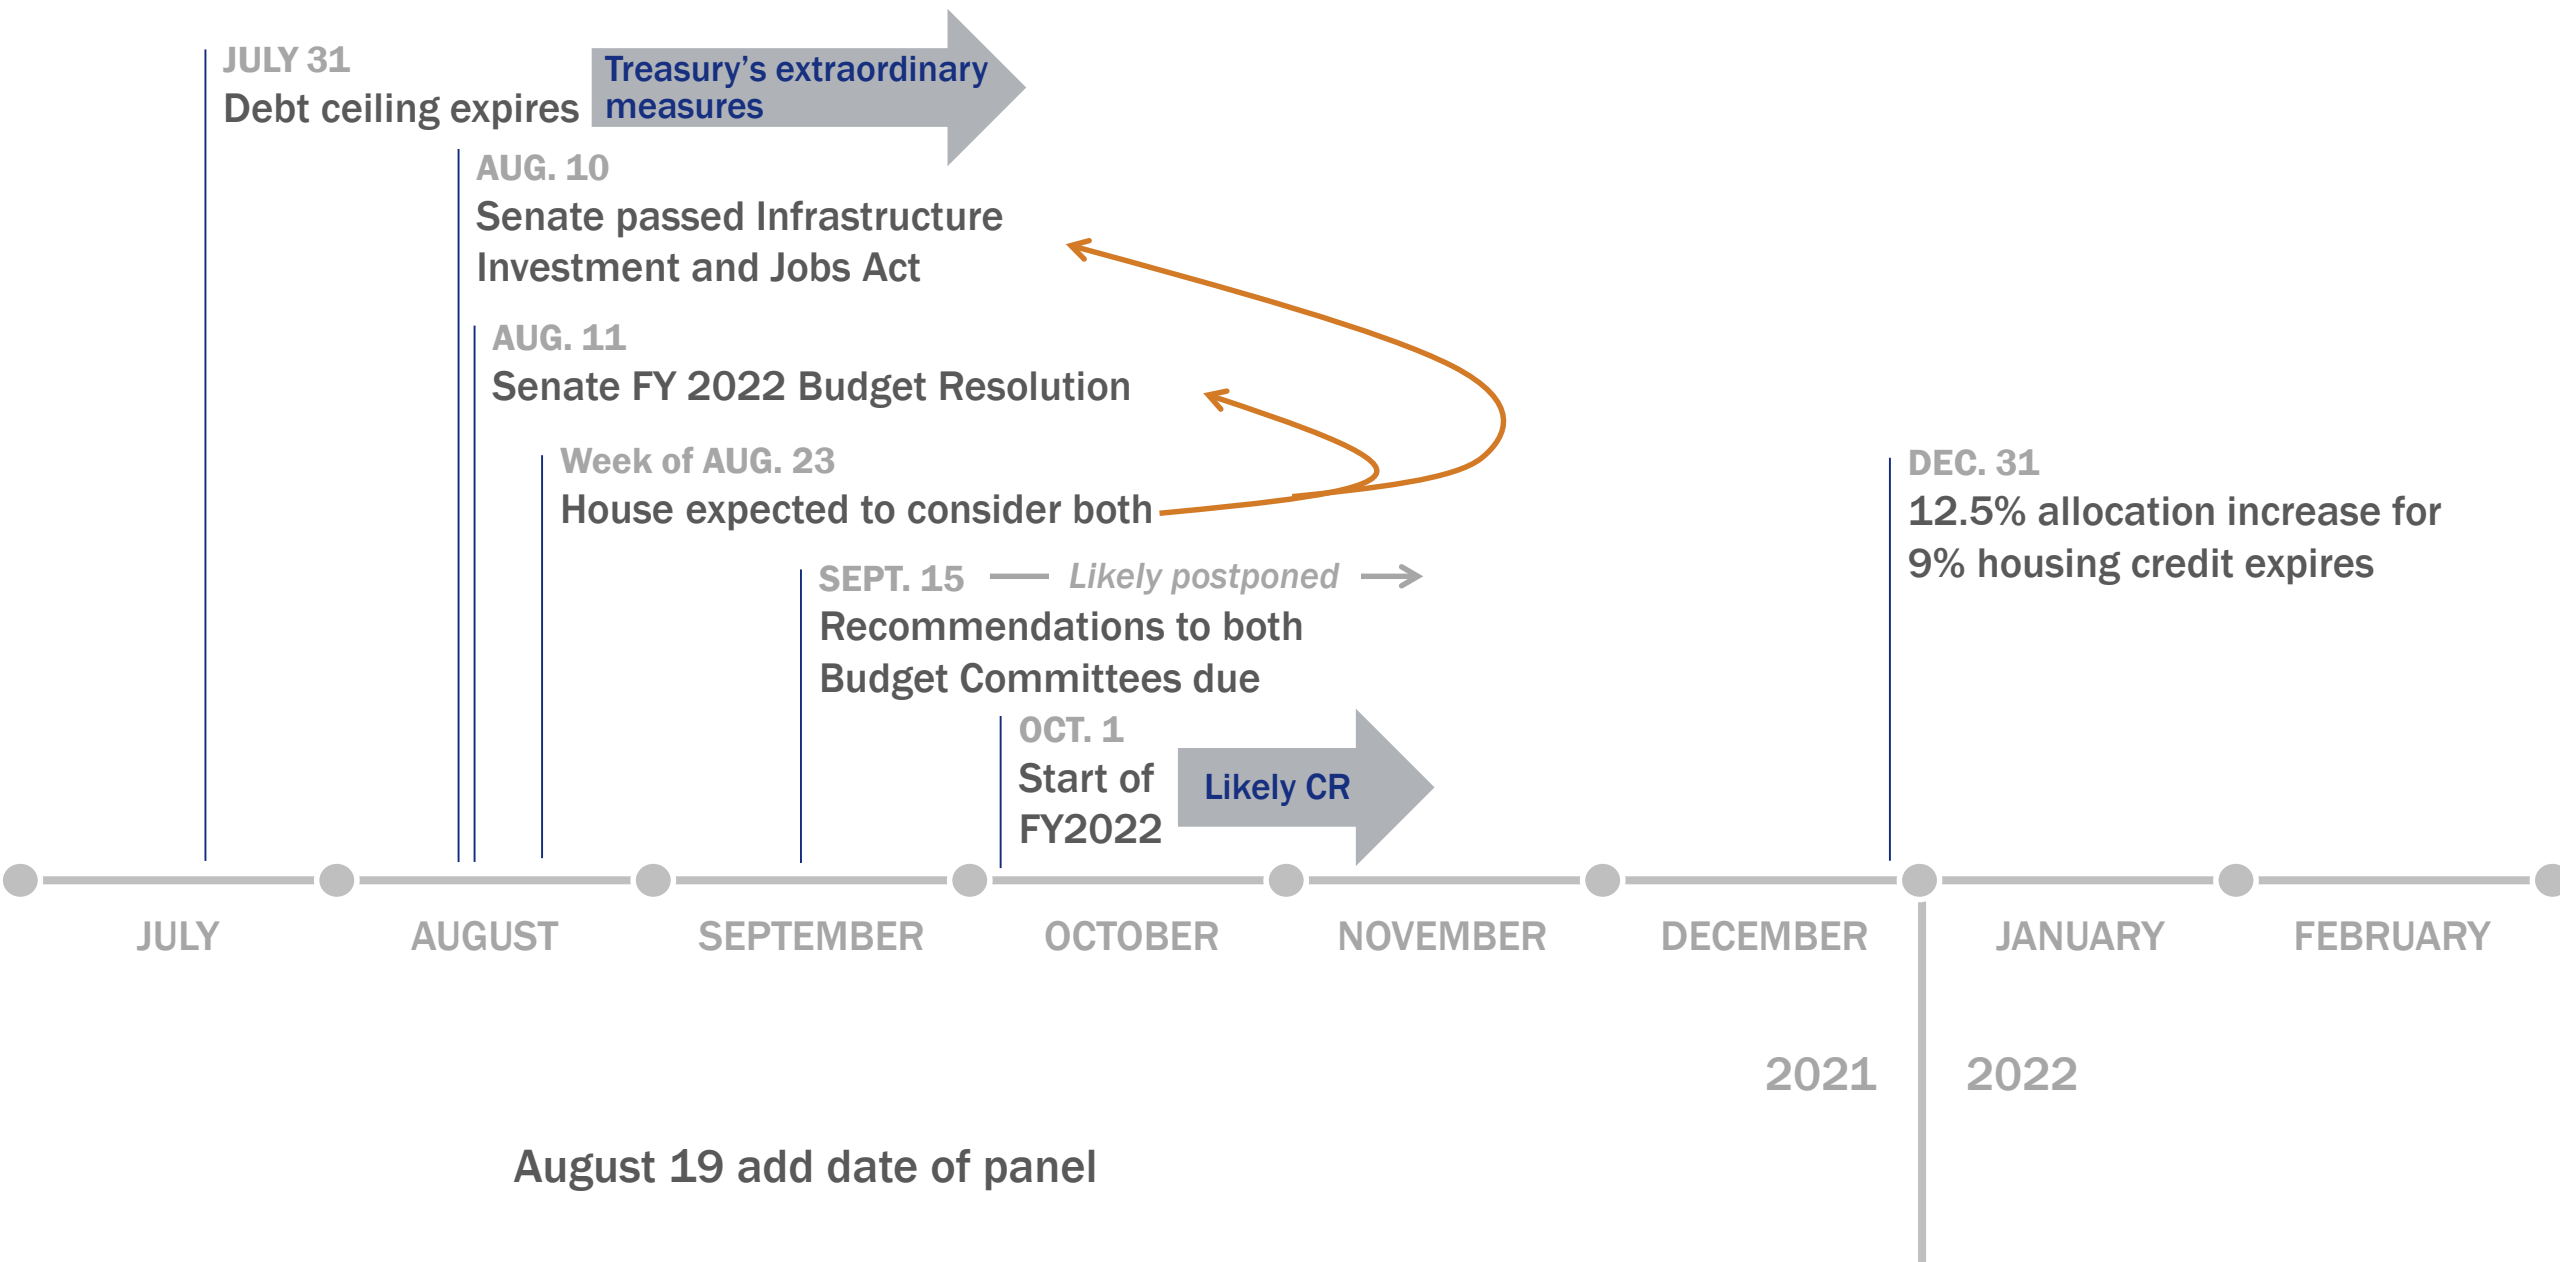 JULY 31
Debt ceiling expires
Treasury's extraordinary
measures
AUG. 10
Senate passed Infrastructure
Investment and Jobs Act
AUG. 11
Senate FY 2022 Budget Resolution
Week of AUG. 23
House expected to consider both
DEC. 31
12.5% allocation increase for
9% housing credit expires
SEPT. 15
Likely postponed
Recommendations to both
Budget Committees due
OCT. 1
Start of
FY2022
Likely CR
JULY
AUGUST
SEPTEMBER
OCTOBER
NOVEMBER
DECEMBER
JANUARY
FEBRUARY
2021
2022
August 19 add date of panel